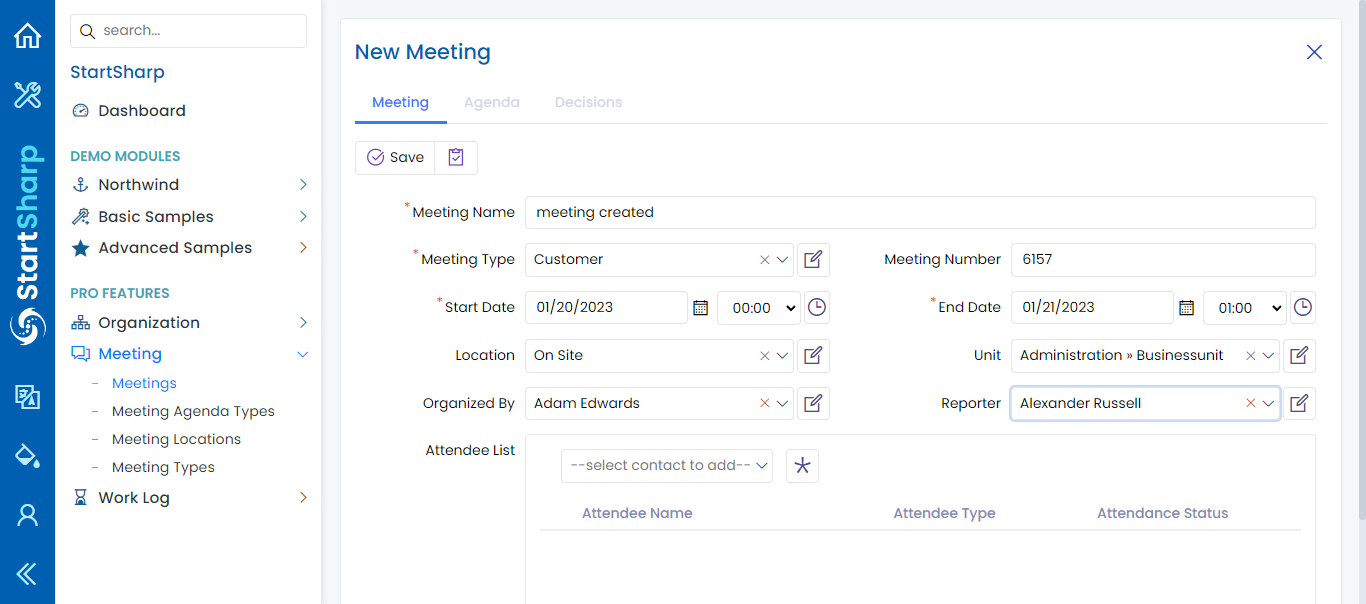 search...
StartSharp
StartSharp
Dashboard
DEMO MODULES
Northwind
Basic Samples
Advanced Samples
PRO FEATURES
Organization
Meeting
– Meetings
– Meeting Agenda Types
– Meeting Locations
– Meeting Types
Work Log
New Meeting
Meeting Agenda Decisions
Save
* Meeting Name meeting created
* Meeting Type Customer Meeting Number 6157
* Start Date 01/20/2023 00:00 * End Date 01/21/2023 01:00
Location On Site Unit Administration » Businessunit
Organized By Adam Edwards Reporter Alexander Russell
Attendee List
--select contact to add--
Attendee Name Attendee Type Attendance Status